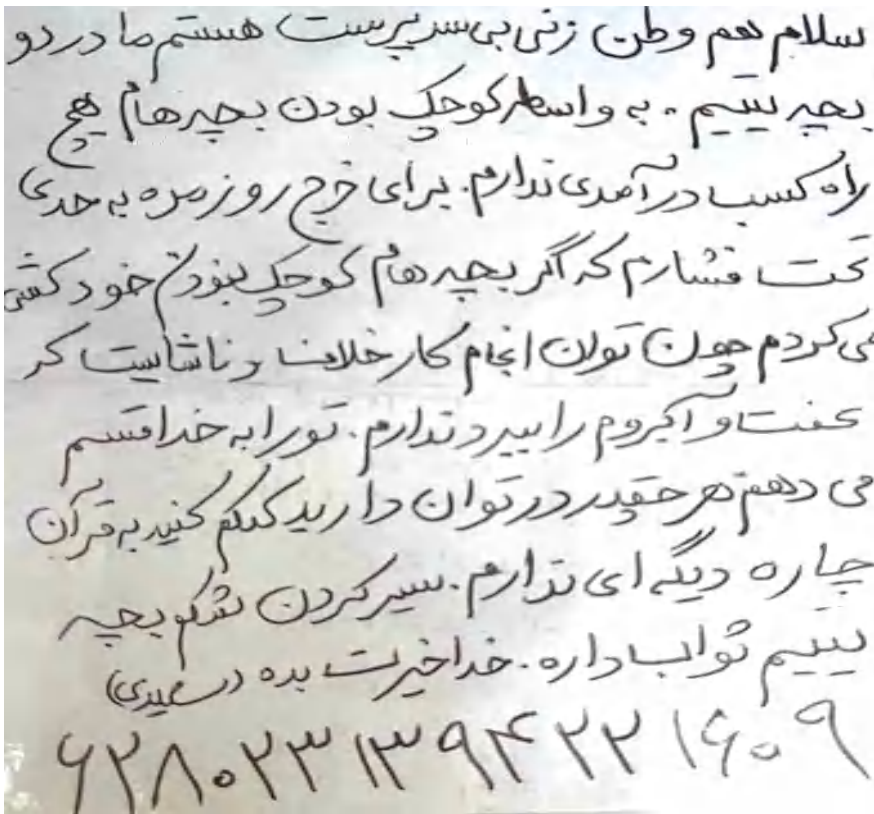 سلام هم وطن زنی بی سرپرست هستم مادر دو
بچه یتیم. به واسطه کوچک بودن بچه هام هیچ
راه کسب درآمدی ندارم. برای خرج روزمره به حدی
تحت فشارم که اگر بچه هام کوچک نبودن خودکشی
می کردم چون توان انجام کار خلاف و ناشایست که
عفت و آبروم را ببرد ندارم. تو را به خدا قسم
می دهم هر چقدر در توان دارید کمکم کنید به قرآن
چاره دیگه ای ندارم. سیر کردن شکم بچه
یتیم ثواب داره. خدا خیرت بده (سعیدی)
۶۲۸۰۲۳۱۳۹۴۲۲۱۶۰۹